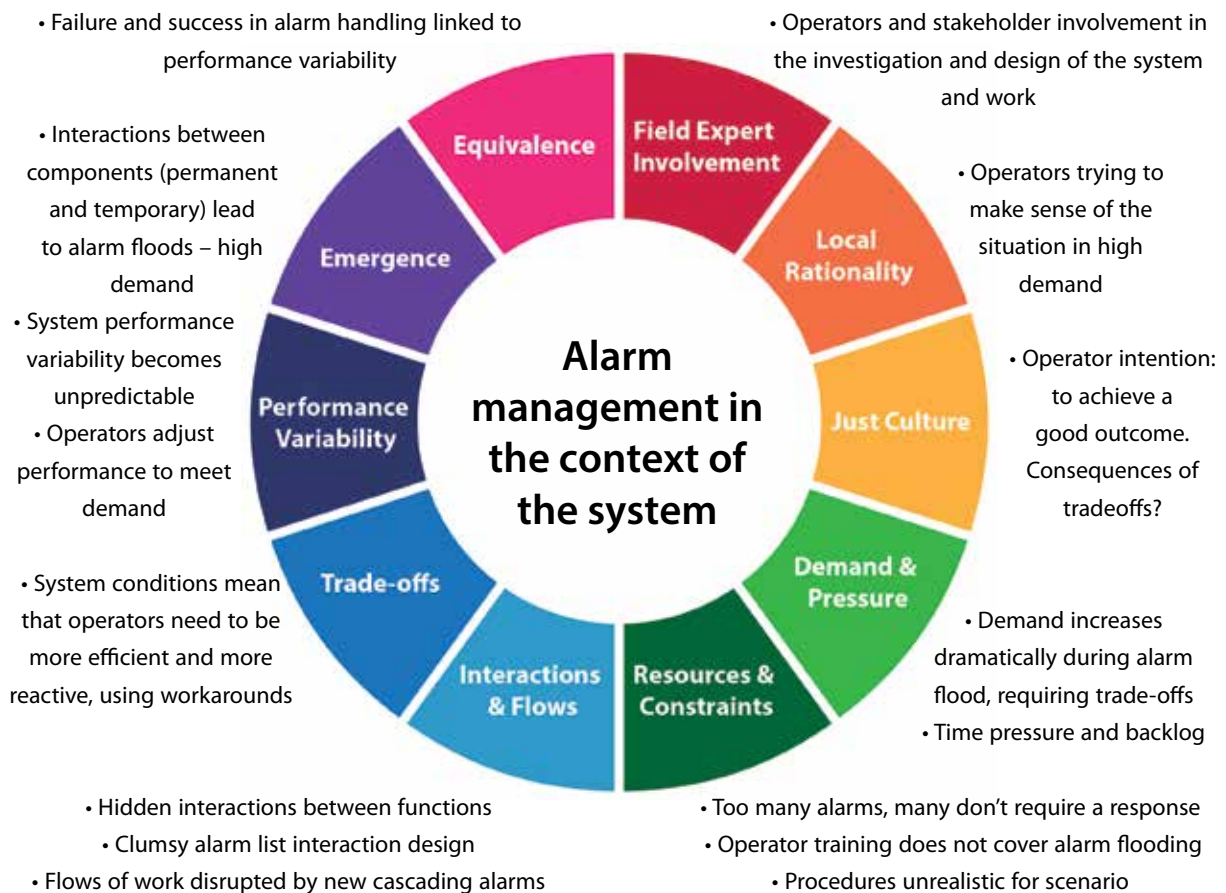 • Failure and success in alarm handling linked to
performance variability
• Operators and stakeholder involvement in
the investigation and design of the system
and work
• Interactions between
components (permanent
and temporary) lead
to alarm floods – high
demand
• System performance
variability becomes
unpredictable
• Operators adjust
performance to meet
demand
• System conditions mean
that operators need to be
more efficient and more
reactive, using workarounds
Equivalence
Field Expert
Involvement
Emergence
Local
Rationality
Performance
Variability
Just Culture
Trade-offs
Demand &
Pressure
Interactions
& Flows
Resources &
Constraints
Alarm
management in
the context of
the system
• Operators trying to
make sense of the
situation in high
demand
• Operator intention:
to achieve a
good outcome.
Consequences of
tradeoffs?
• Demand increases
dramatically during alarm
flood, requiring trade-offs
• Time pressure and backlog
• Hidden interactions between functions
• Clumsy alarm list interaction design
• Flows of work disrupted by new cascading alarms
• Too many alarms, many don’t require a response
• Operator training does not cover alarm flooding
• Procedures unrealistic for scenario